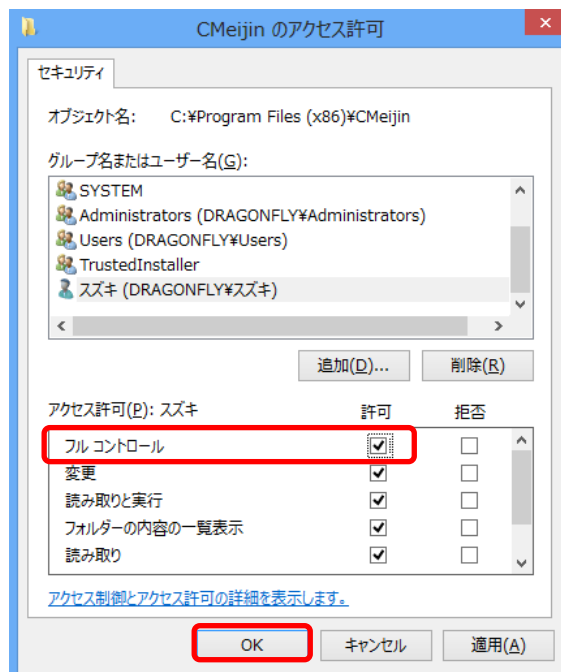 CMeijin のアクセス許可
セキュリティ
オブジェクト名: C:¥Program Files (x86)¥CMeijin
グループ名またはユーザー名(G):
SYSTEM
Administrators (DRAGONFLY¥Administrators)
Users (DRAGONFLY¥Users)
TrustedInstaller
スズキ (DRAGONFLY¥スズキ)
追加(D)... 削除(R)
アクセス許可(P): スズキ 許可 拒否
フル コントロール
変更
読み取りと実行
フォルダーの内容の一覧表示
読み取り
アクセス制御とアクセス許可の詳細を表示します。
OK キャンセル 適用(A)